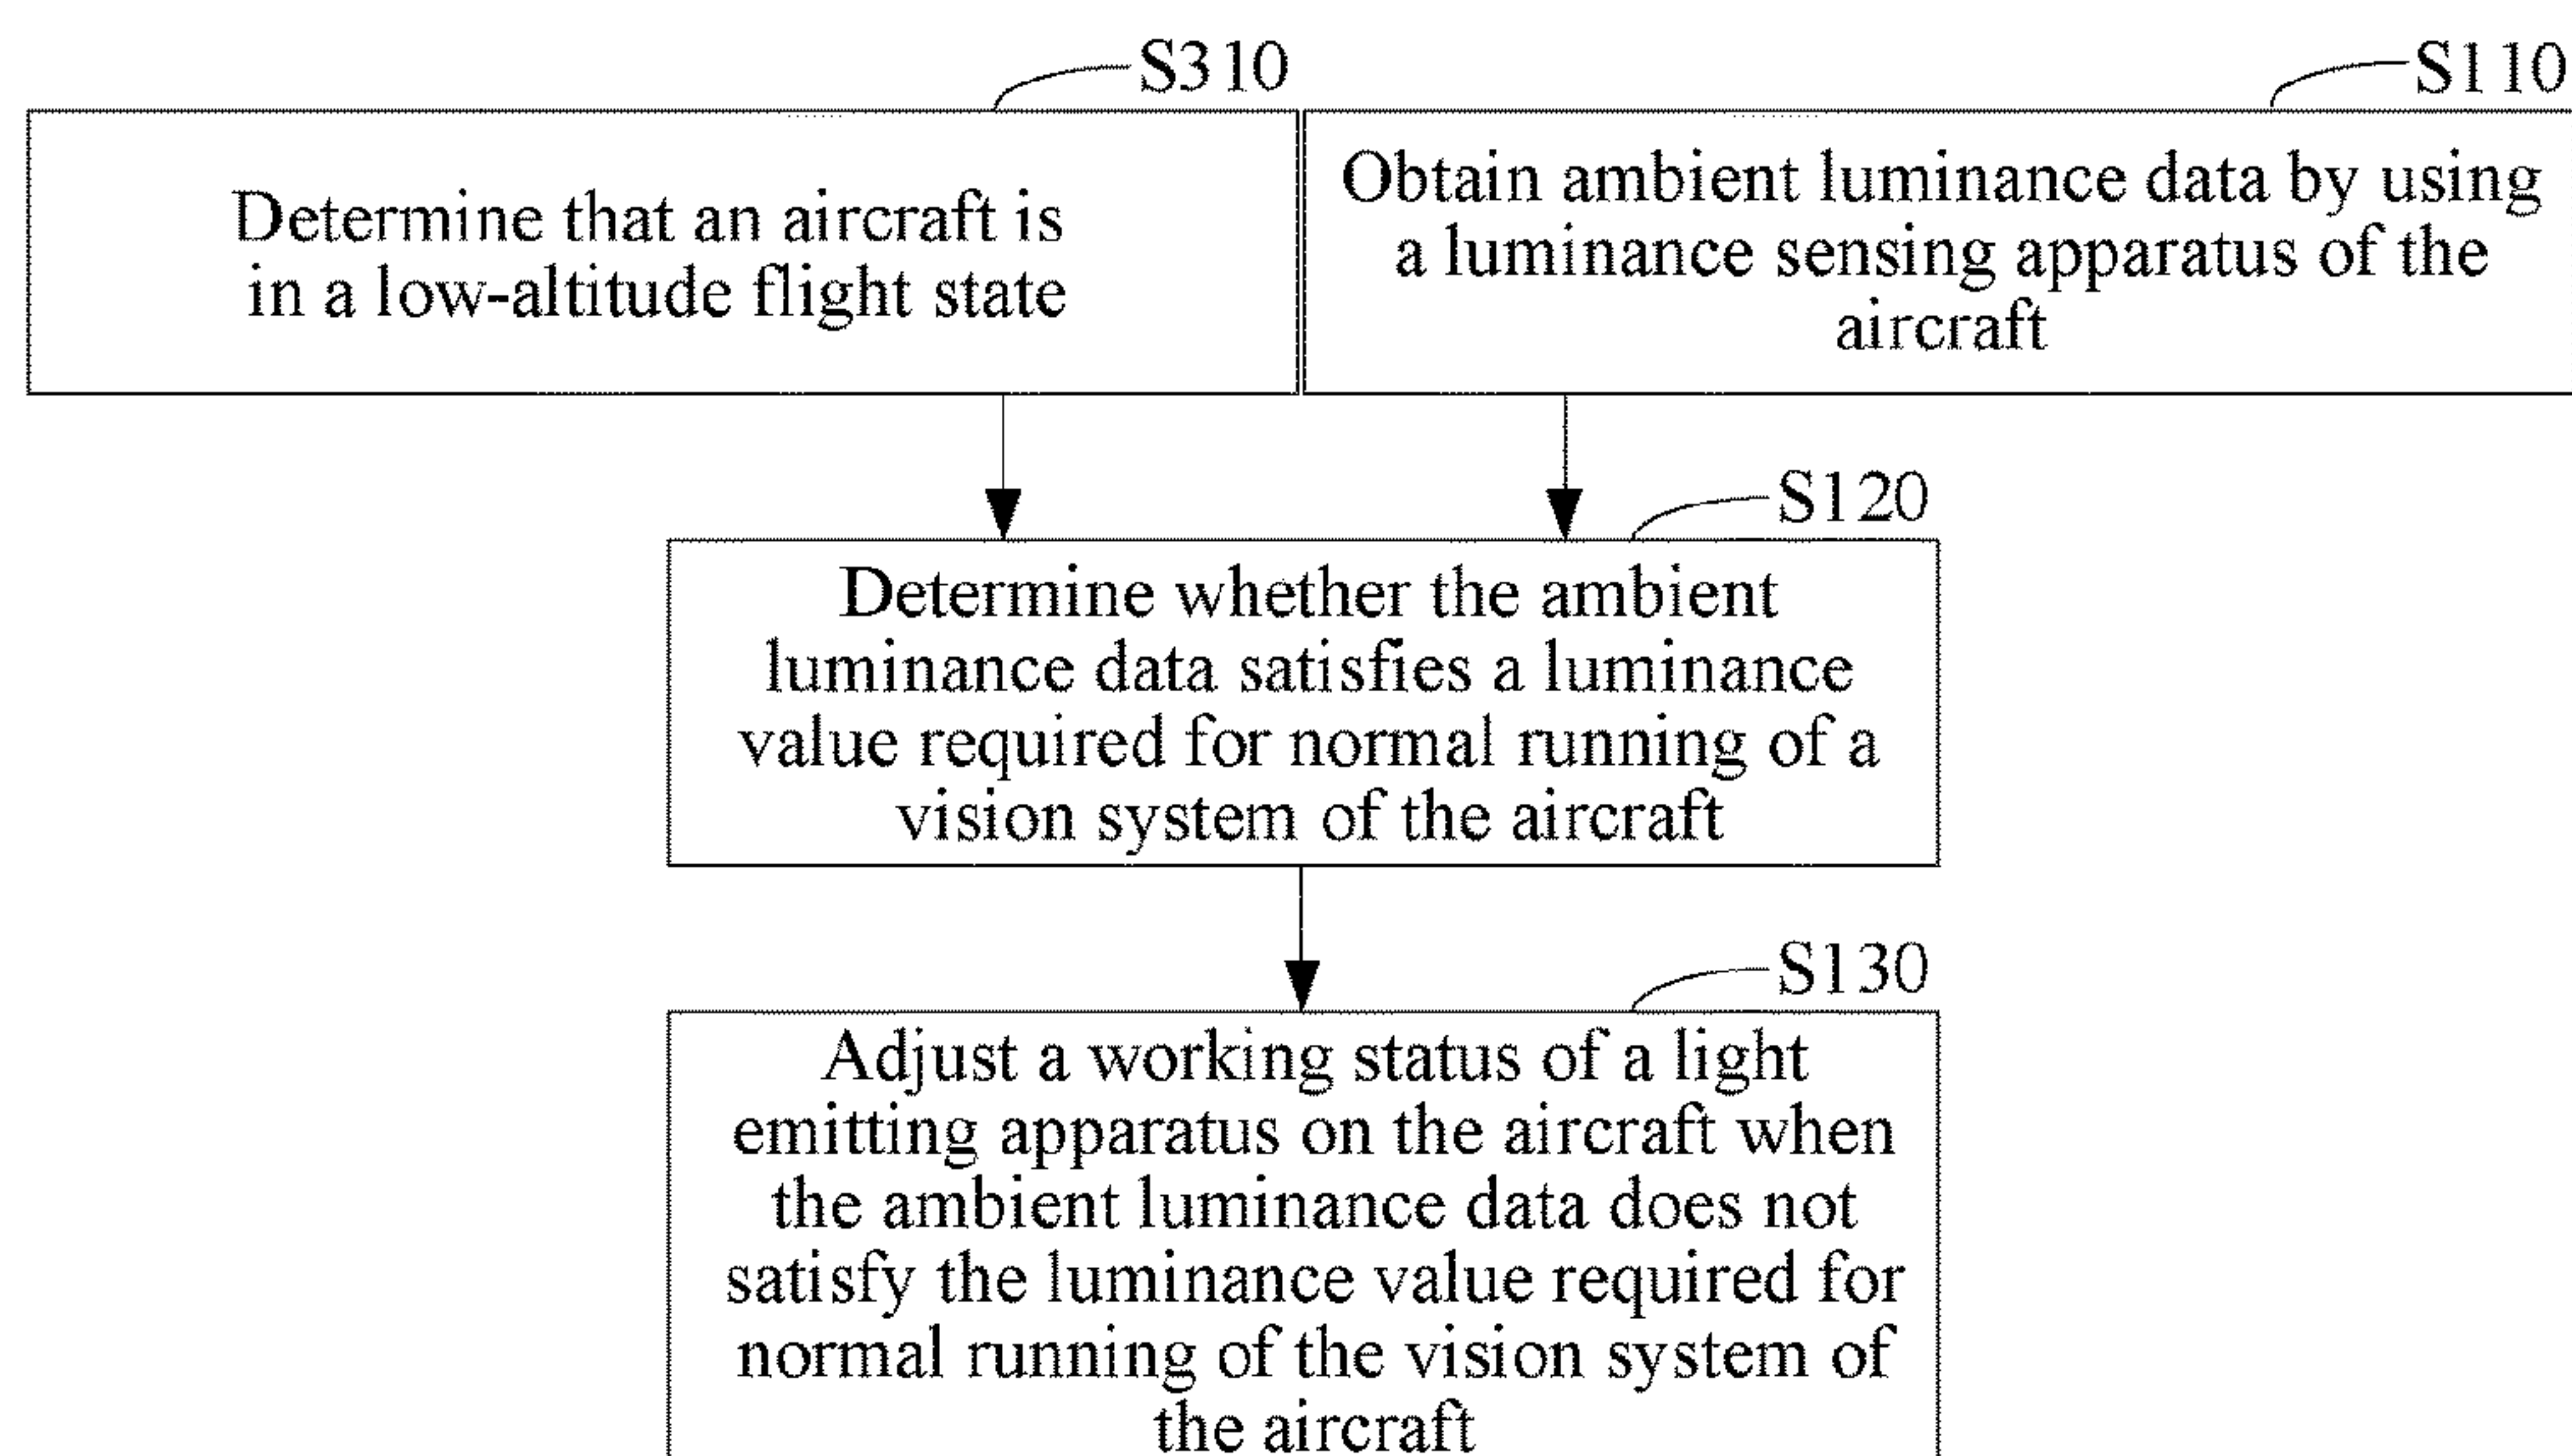 S310
Determine that an aircraft is
in a low-altitude flight state
S110
Obtain ambient luminance data by using
a luminance sensing apparatus of the
aircraft
S120
Determine whether the ambient
luminance data satisfies a luminance
value required for normal running of a
vision system of the aircraft
S130
Adjust a working status of a light
emitting apparatus on the aircraft when
the ambient luminance data does not
satisfy the luminance value required for
normal running of the vision system of
the aircraft